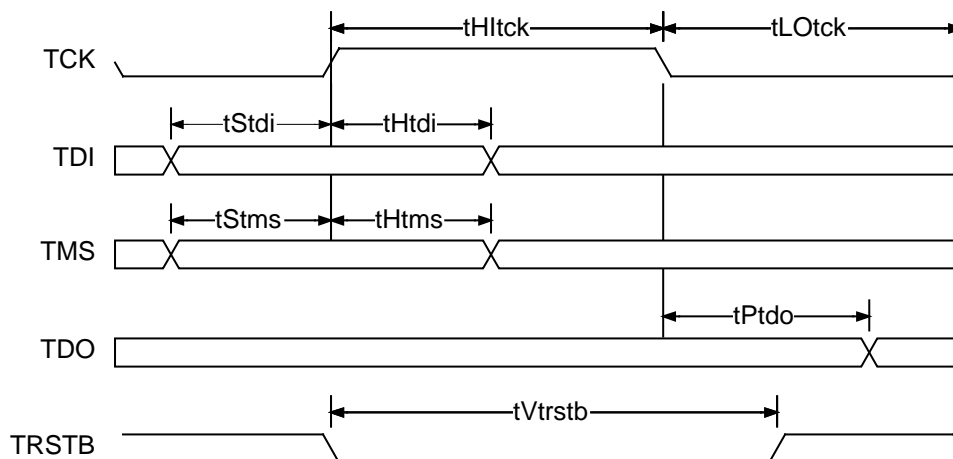 tHItck
tLOtck
TCK
tStdi
tHtdi
TDI
tStms
tHtms
TMS
tPtdo
TDO
tVtrstb
TRSTB